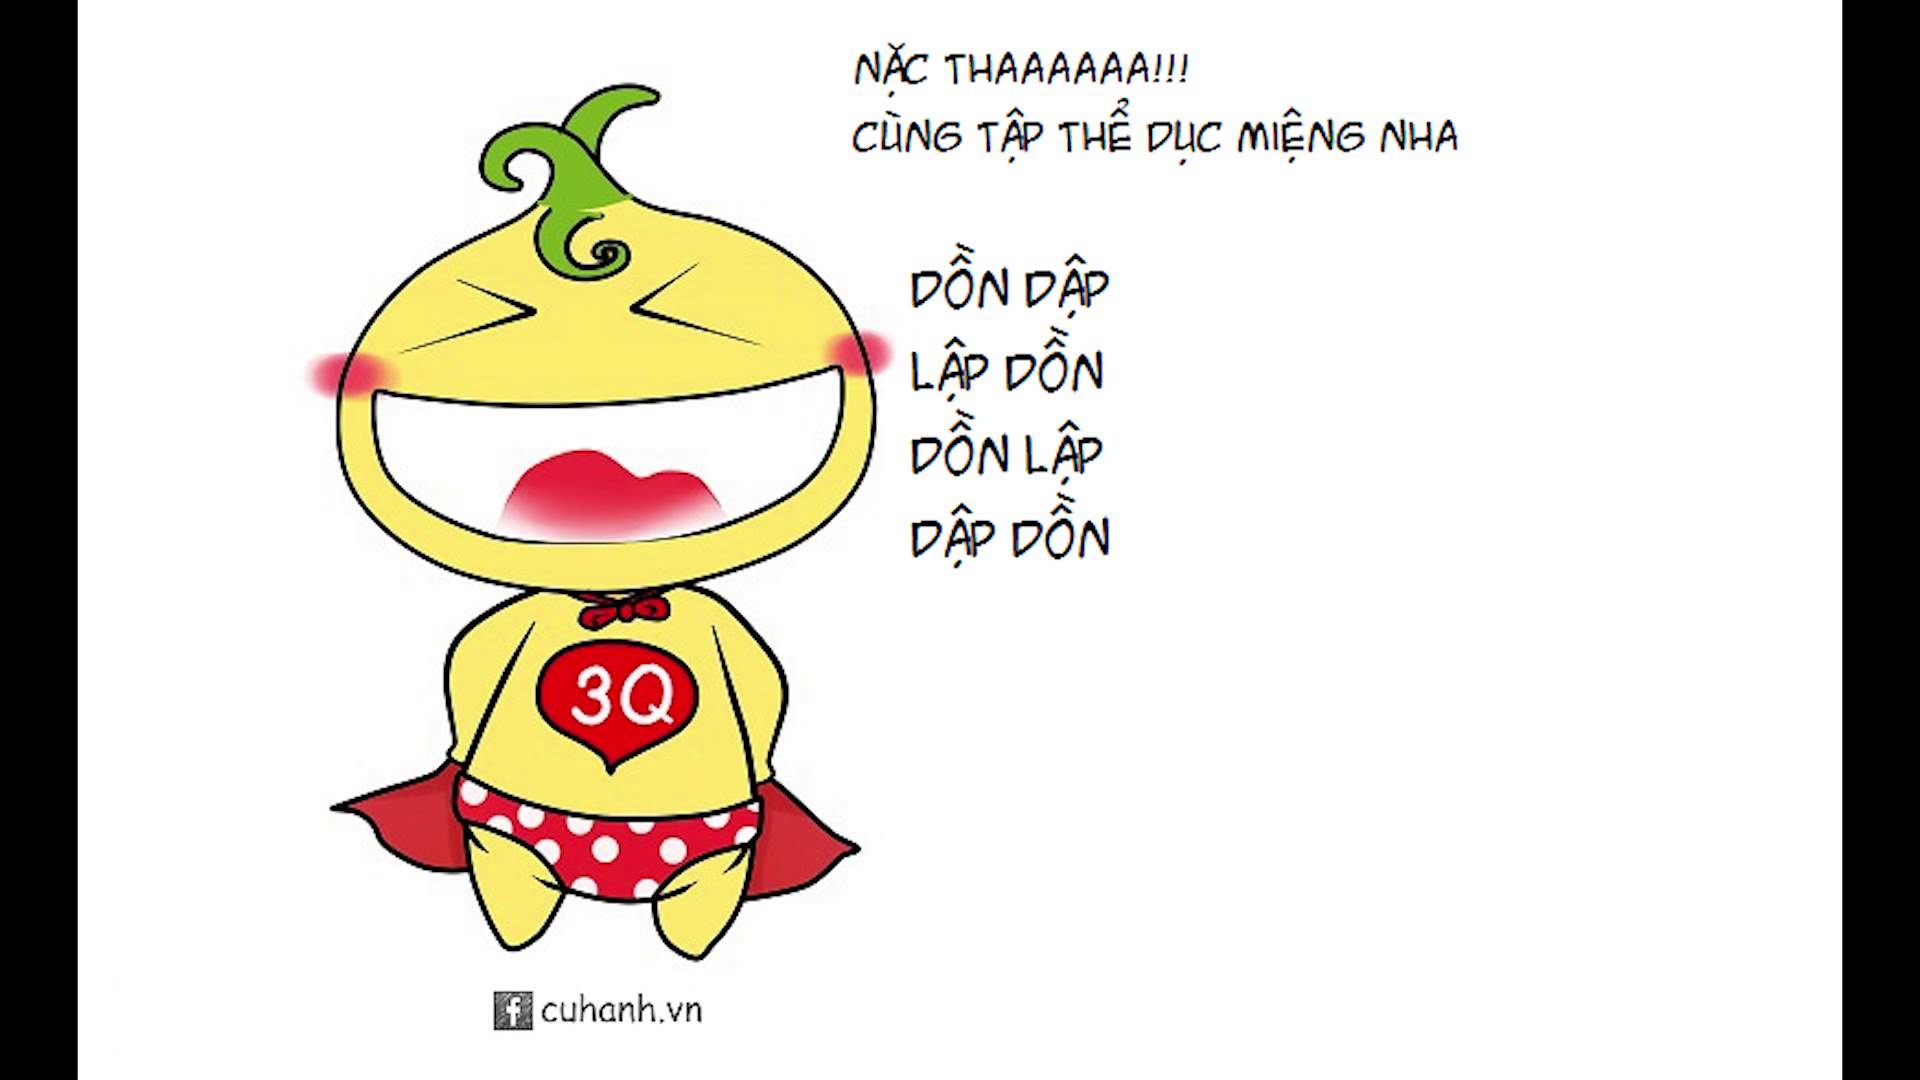 NẶC THAAAAAA!!!
CÙNG TẬP THỂ DỤC MIỆNG NHA
DỒN DẬP
LẬP DỒN
DỒN LẬP
DẬP DỒN
3Q
f cuhanh.vn